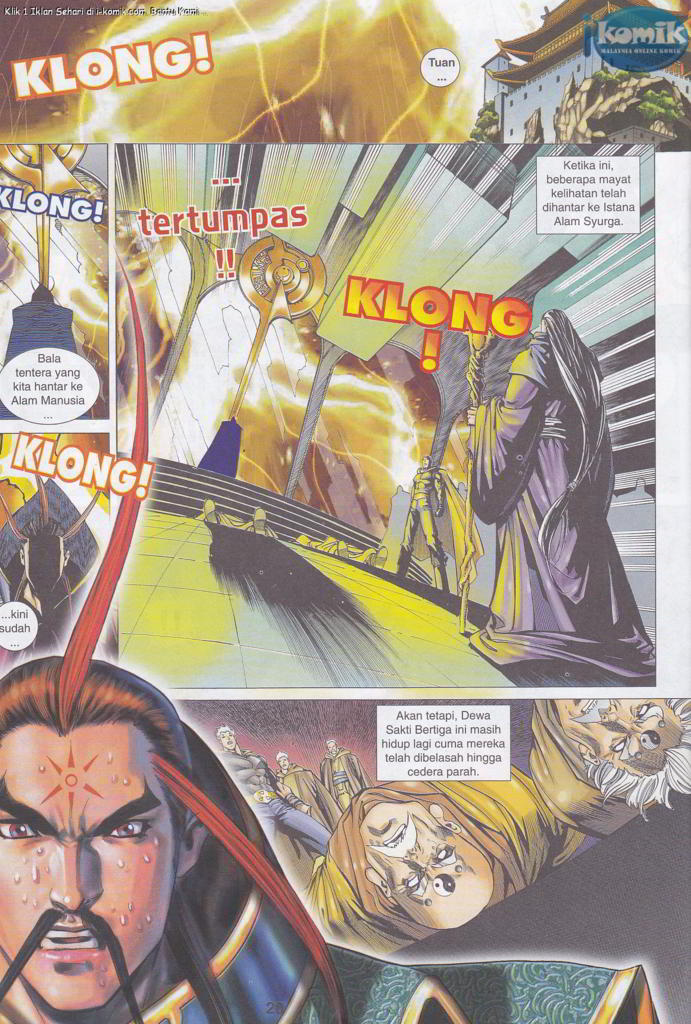 Klik 1 Iklan Sehari di i-komik.com. Bantu Kami...
komik
MALAYSIA ONLINE KOMIK
KLONG!
Tuan
...
KLONG!
Bala
tentera yang
kita hantar ke
Alam Manusia
...
KLONG!
...kini
sudah
...
...
tertumpas
!!
KLONG
!
Ketika ini,
beberapa mayat
kelihatan telah
dihantar ke Istana
Alam Syurga.
Akan tetapi, Dewa
Sakti Bertiga ini masih
hidup lagi cuma mereka
telah dibelasah hingga
cedera parah.